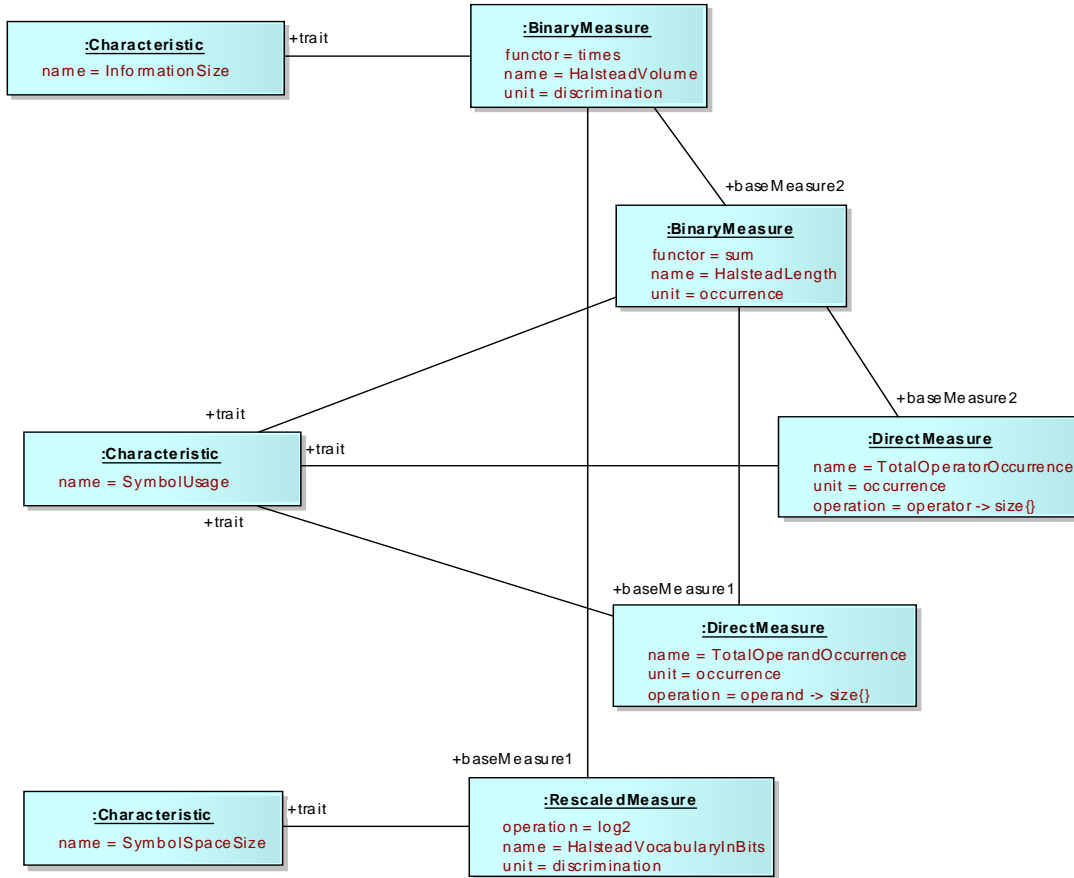 :Characteristic
name = InformationSize
+trait
:BinaryMeasure
functor = times
name = HalsteadVolume
unit = discrimination
+baseMeasure2
:BinaryMeasure
functor = sum
name = HalsteadLength
unit = occurrence
+trait
+baseMeasure2
:Characteristic
name = SymbolUsage
+trait
:DirectMeasure
name = TotalOperatorOccurrence
unit = occurrence
operation = operator -> size{}
+trait
+baseMeasure1
:DirectMeasure
name = TotalOperandOccurrence
unit = occurrence
operation = operand -> size{}
+baseMeasure1
:Characteristic
name = SymbolSpaceSize
+trait
:RescaledMeasure
operation = log2
name = HalsteadVocabularyInBits
unit = discrimination